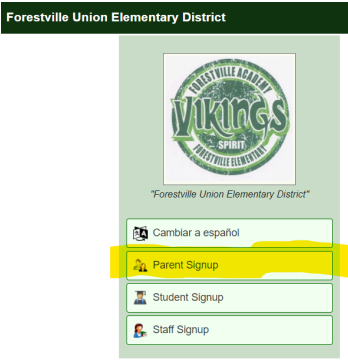 Forestville Union Elementary District
FORESTVILLE ACADEMY
VIKINGS
SPIRIT
FORESTVILLE ELEMENTARY
"Forestville Union Elementary District"
Cambiar a español
Parent Signup
Student Signup
Staff Signup